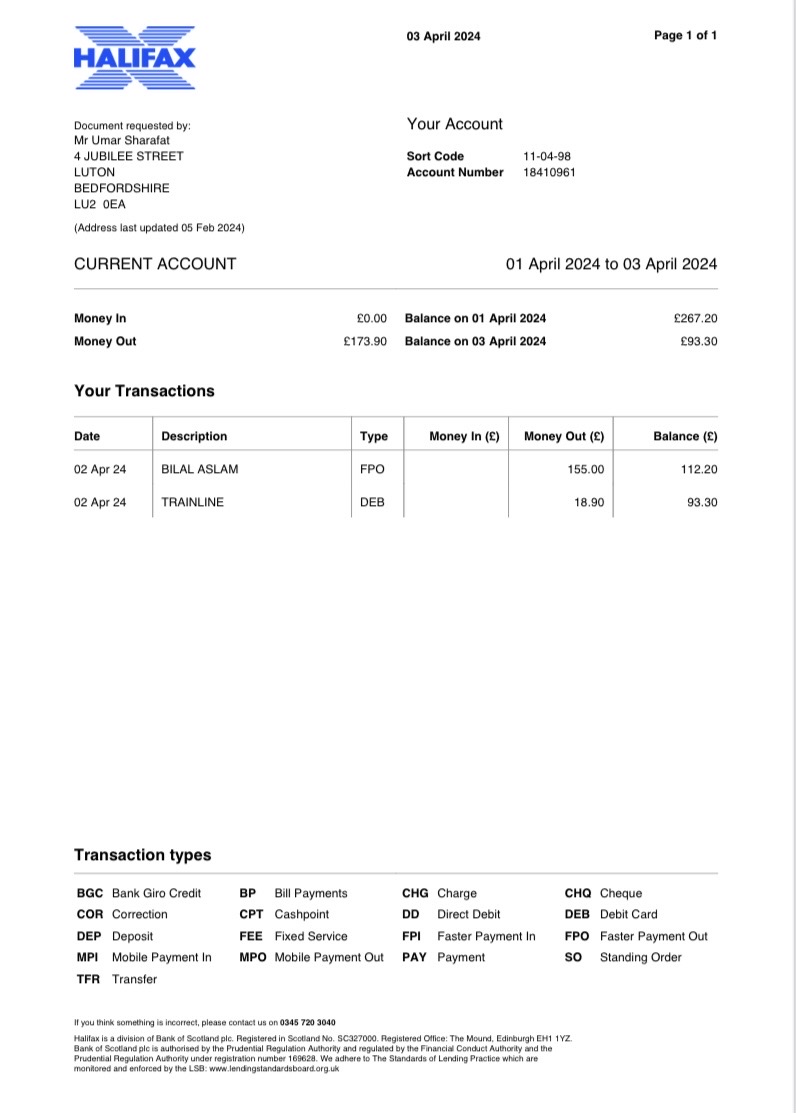 HALIFAX
03 April 2024
Page 1 of 1
Document requested by:
Mr Umar Sharafat
4 JUBILEE STREET
LUTON
BEDFORDSHIRE
LU2 0EA
(Address last updated 05 Feb 2024)
Your Account
Sort Code 11-04-98
Account Number 18410961
CURRENT ACCOUNT 01 April 2024 to 03 April 2024
Money In £0.00 Balance on 01 April 2024 £267.20
Money Out £173.90 Balance on 03 April 2024 £93.30
Your Transactions
Date Description Type Money In (£) Money Out (£) Balance (£)
02 Apr 24 BILAL ASLAM FPO 155.00 112.20
02 Apr 24 TRAINLINE DEB 18.90 93.30
Transaction types
BGC Bank Giro Credit BP Bill Payments CHG Charge CHQ Cheque
COR Correction CPT Cashpoint DD Direct Debit DEB Debit Card
DEP Deposit FEE Fixed Service FPI Faster Payment In FPO Faster Payment Out
MPI Mobile Payment In MPO Mobile Payment Out PAY Payment SO Standing Order
TFR Transfer
If you think something is incorrect, please contact us on 0345 720 3040
Halifax is a division of Bank of Scotland plc. Registered in Scotland No. SC327000. Registered Office: The Mound, Edinburgh EH1 1YZ.
Bank of Scotland plc is authorised by the Prudential Regulation Authority and regulated by the Financial Conduct Authority and the
Prudential Regulation Authority under registration number 169628. We adhere to The Standards of Lending Practice which are
monitored and enforced by the LSB: www.lendingstandardsboard.org.uk